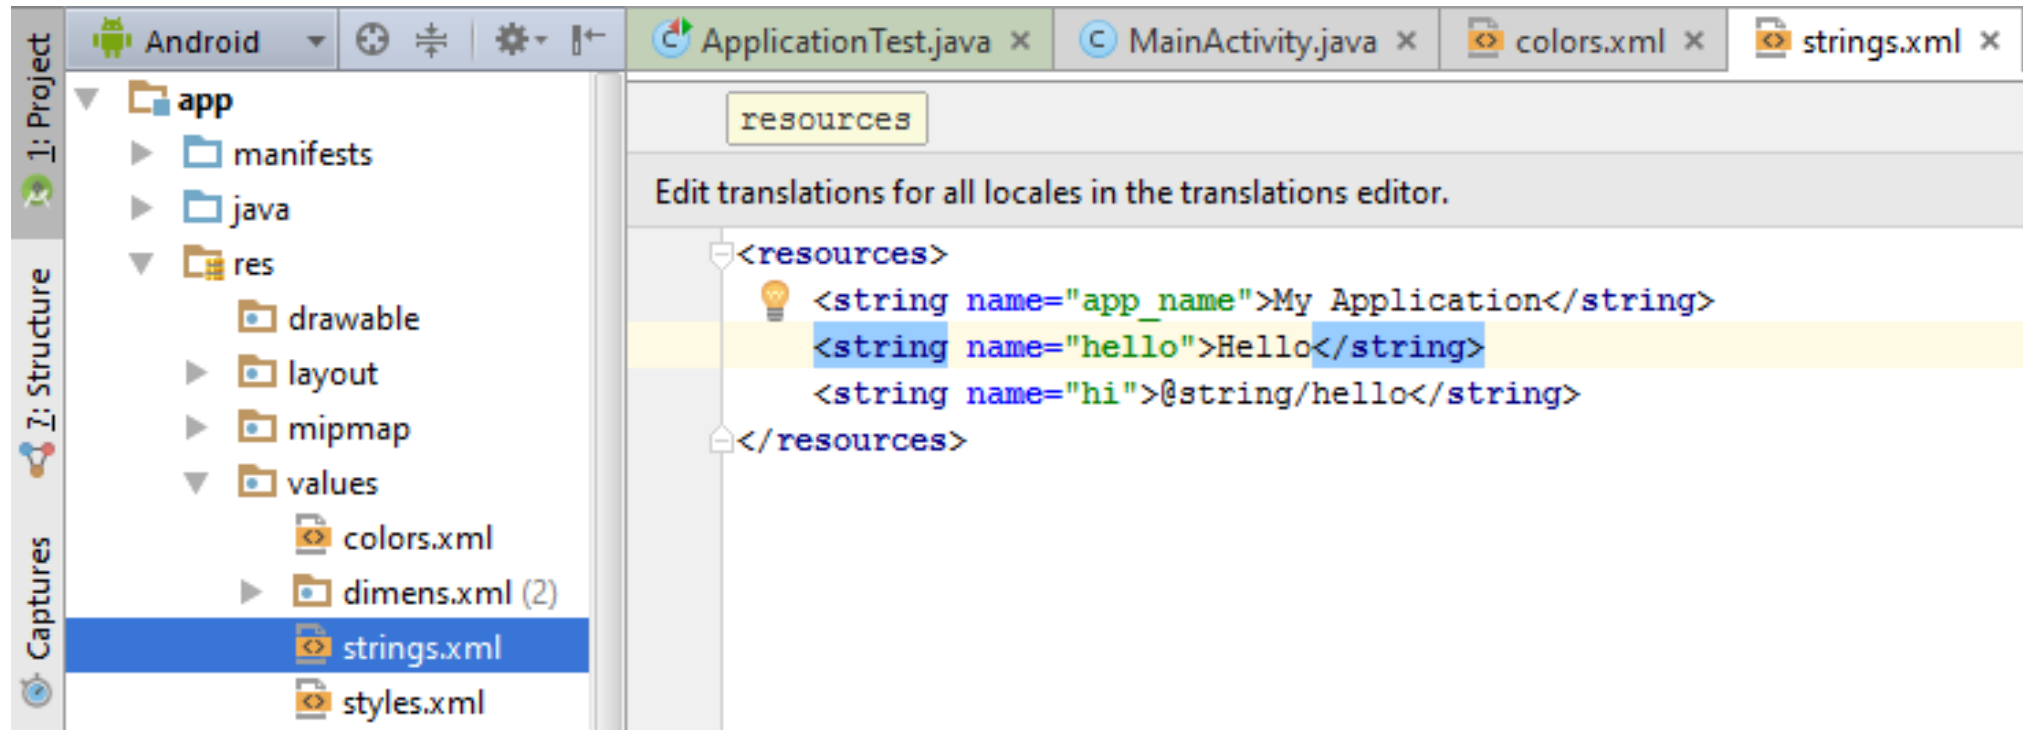 1: Project
7: Structure
Captures
Android
app
manifests
java
res
drawable
layout
mipmap
values
colors.xml
dimens.xml (2)
strings.xml
styles.xml
ApplicationTest.java
MainActivity.java
colors.xml
strings.xml
resources
Edit translations for all locales in the translations editor.
<resources>
<string name="app_name">My Application</string>
<string name="hello">Hello</string>
<string name="hi">@string/hello</string>
</resources>